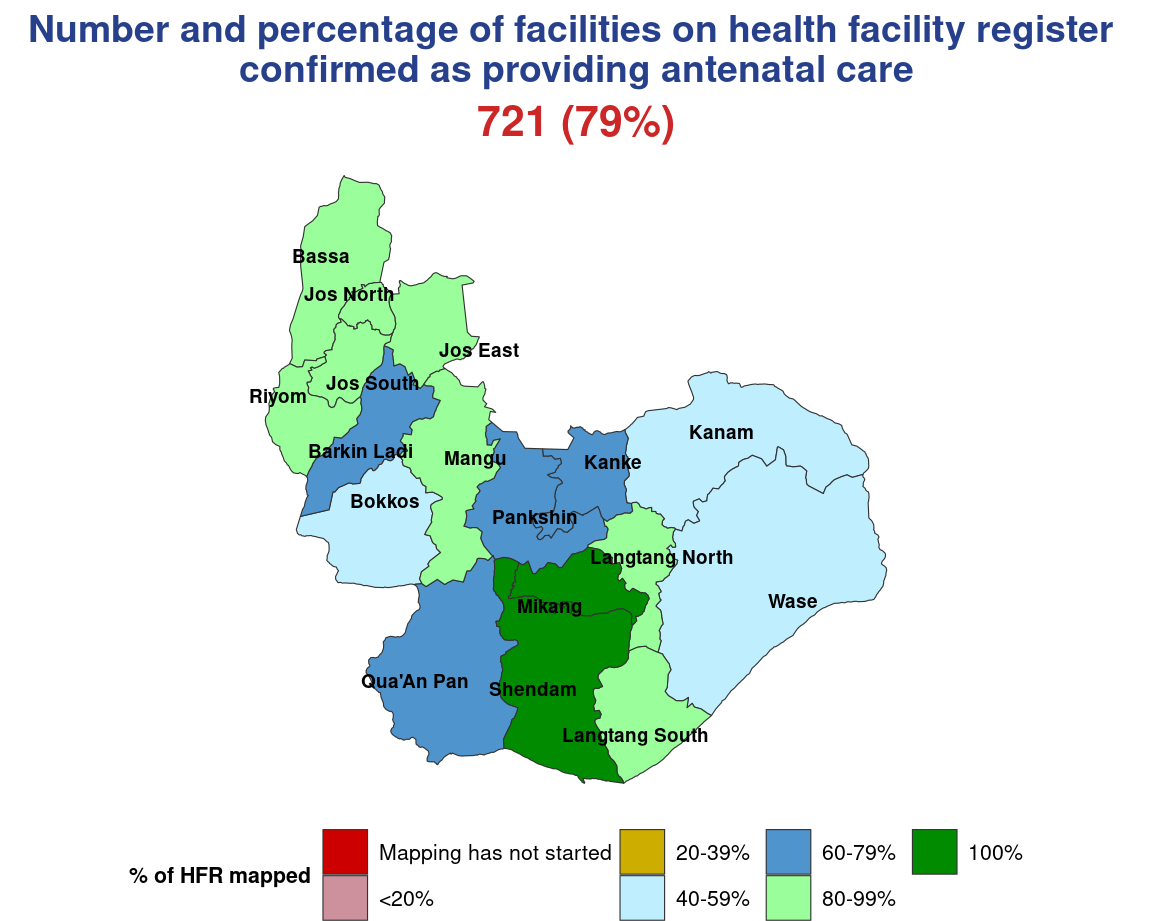 Number and percentage of facilities on health facility register
confirmed as providing antenatal care
721 (79%)
Bassa
Jos North
Jos East
Jos South
Riyom
Kanam
Barkin Ladi
Mangu
Kanke
Bokkos
Pankshin
Langtang North
Wase
Mikang
Qua'An Pan
Shendam
Langtang South
% of HFR mapped
Mapping has not started
<20%
20-39%
40-59%
60-79%
80-99%
100%